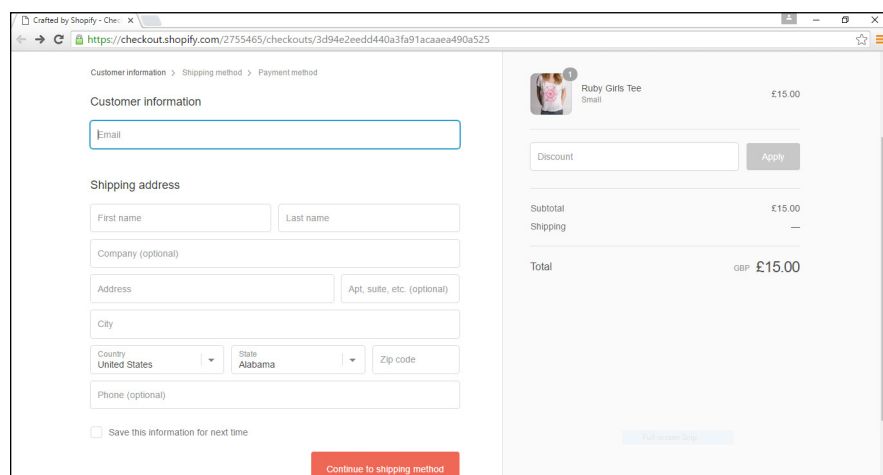 Crafted by Shopify - Chec
https://checkout.shopify.com/2755465/checkouts/3d94e2eedd440a3fa91acaaea490a525
Customer information > Shipping method > Payment method
Customer information
Email
Shipping address
First name
Last name
Company (optional)
Address
Apt, suite, etc. (optional)
City
Country
United States
State
Alabama
Zip code
Phone (optional)
Save this information for next time
Continue to shipping method
1
Ruby Girls Tee
Small
£15.00
Discount
Apply
Subtotal £15.00
Shipping —
Total GBP £15.00